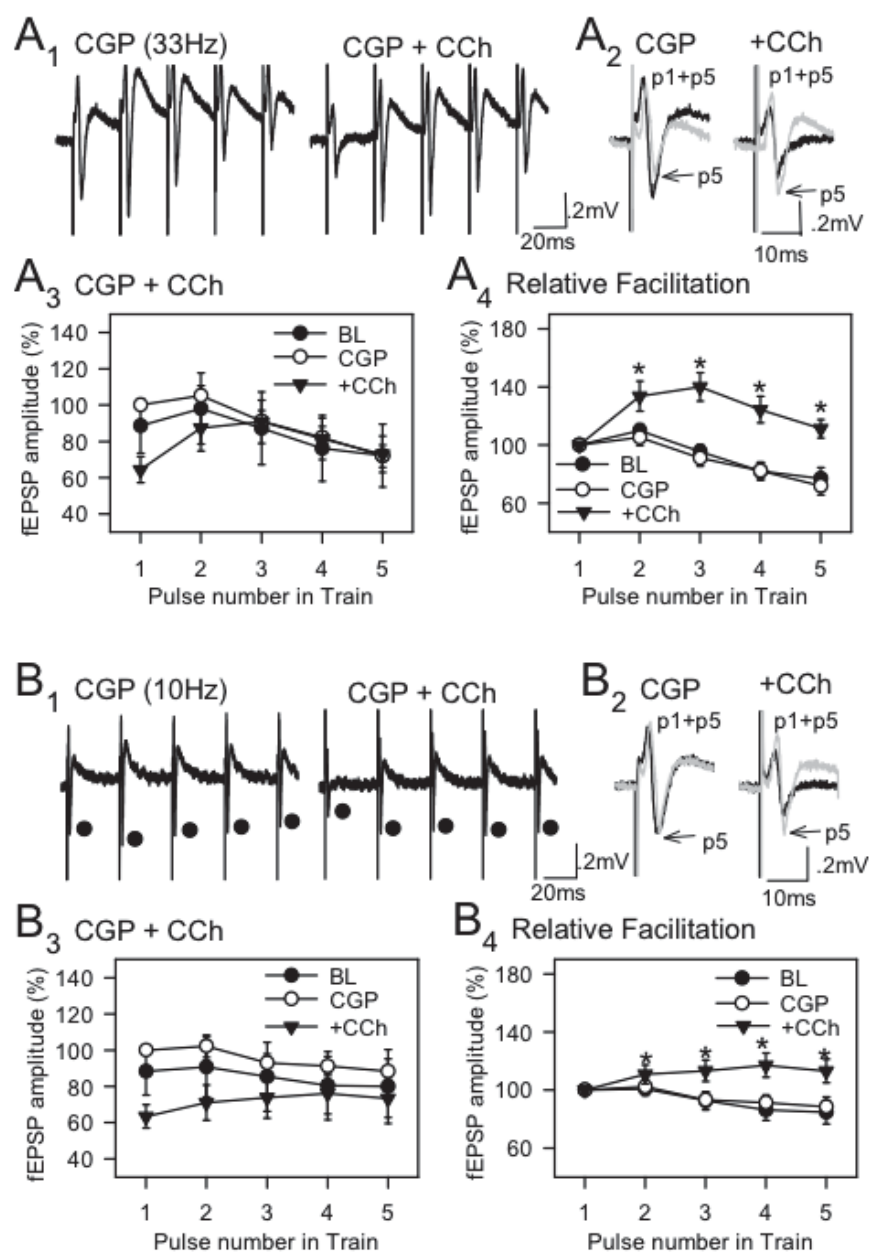 A1 CGP (33Hz) CGP + CCh
A2 CGP +CCh
p1+p5 p1+p5
p5
p5
.2mV
20ms
.2mV
10ms
A3 CGP + CCh
fEPSP amplitude (%)
140
120
100
80
60
40
BL
CGP
+CCh
1 2 3 4 5
Pulse number in Train
A4 Relative Facilitation
fEPSP amplitude (%)
180
140
100
60
* * * *
BL
CGP
+CCh
1 2 3 4 5
Pulse number in Train
B1 CGP (10Hz) CGP + CCh
B2 CGP +CCh
p1+p5 p1+p5
p5
p5
.2mV
20ms
.2mV
10ms
B3 CGP + CCh
fEPSP amplitude (%)
140
120
100
80
60
40
BL
CGP
+CCh
1 2 3 4 5
Pulse number in Train
B4 Relative Facilitation
fEPSP amplitude (%)
180
140
100
60
BL
CGP
+CCh
* * * *
1 2 3 4 5
Pulse number in Train